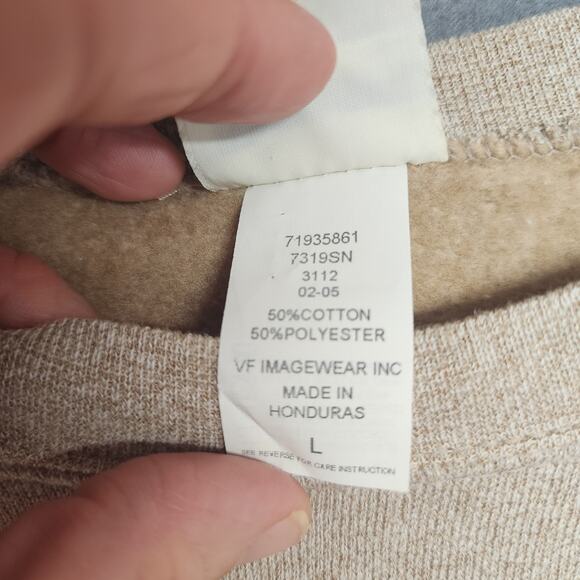 71935861
7319SN
3112
02-05
50%COTTON
50%POLYESTER
VF IMAGEWEAR INC
MADE IN
HONDURAS
L
SEE REVERSE FOR CARE INSTRUCTION